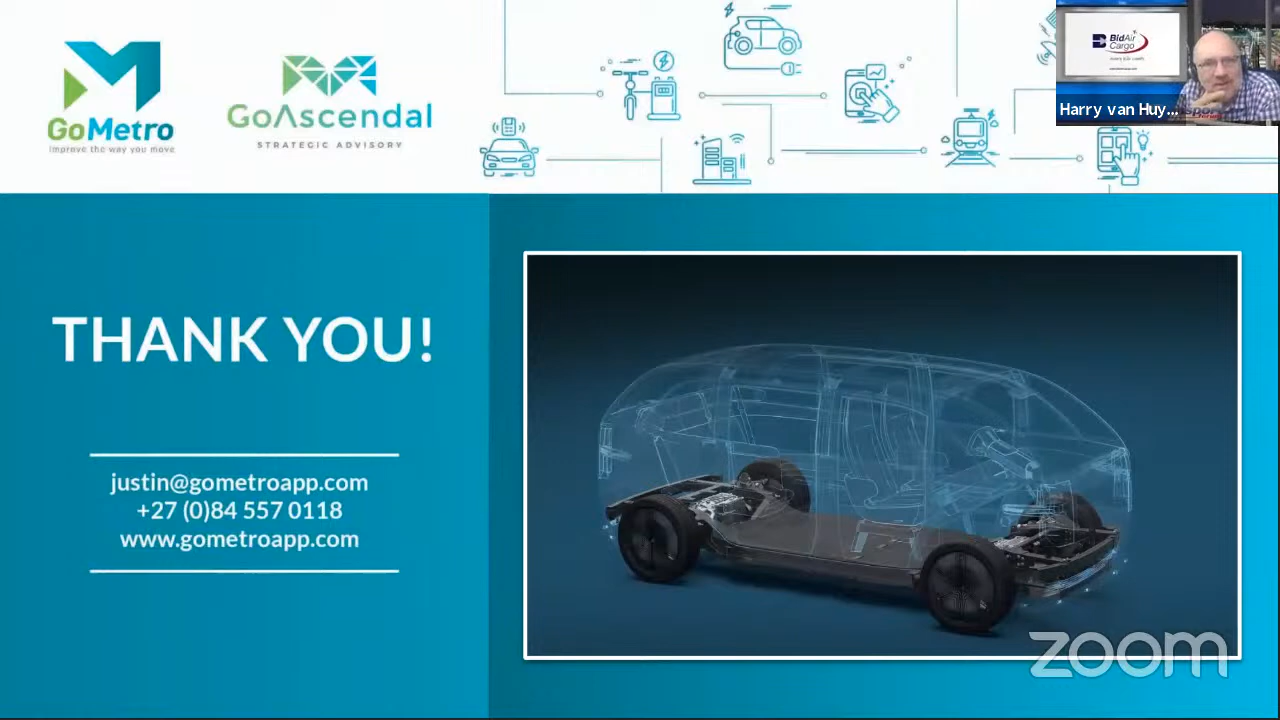 GoMetro
Improve the way you move
GoAscendal
STRATEGIC ADVISORY
BidAir
Cargo
Harry van Huy...
THANK YOU!
justin@gometroapp.com
+27 (0)84 557 0118
www.gometroapp.com
zoom